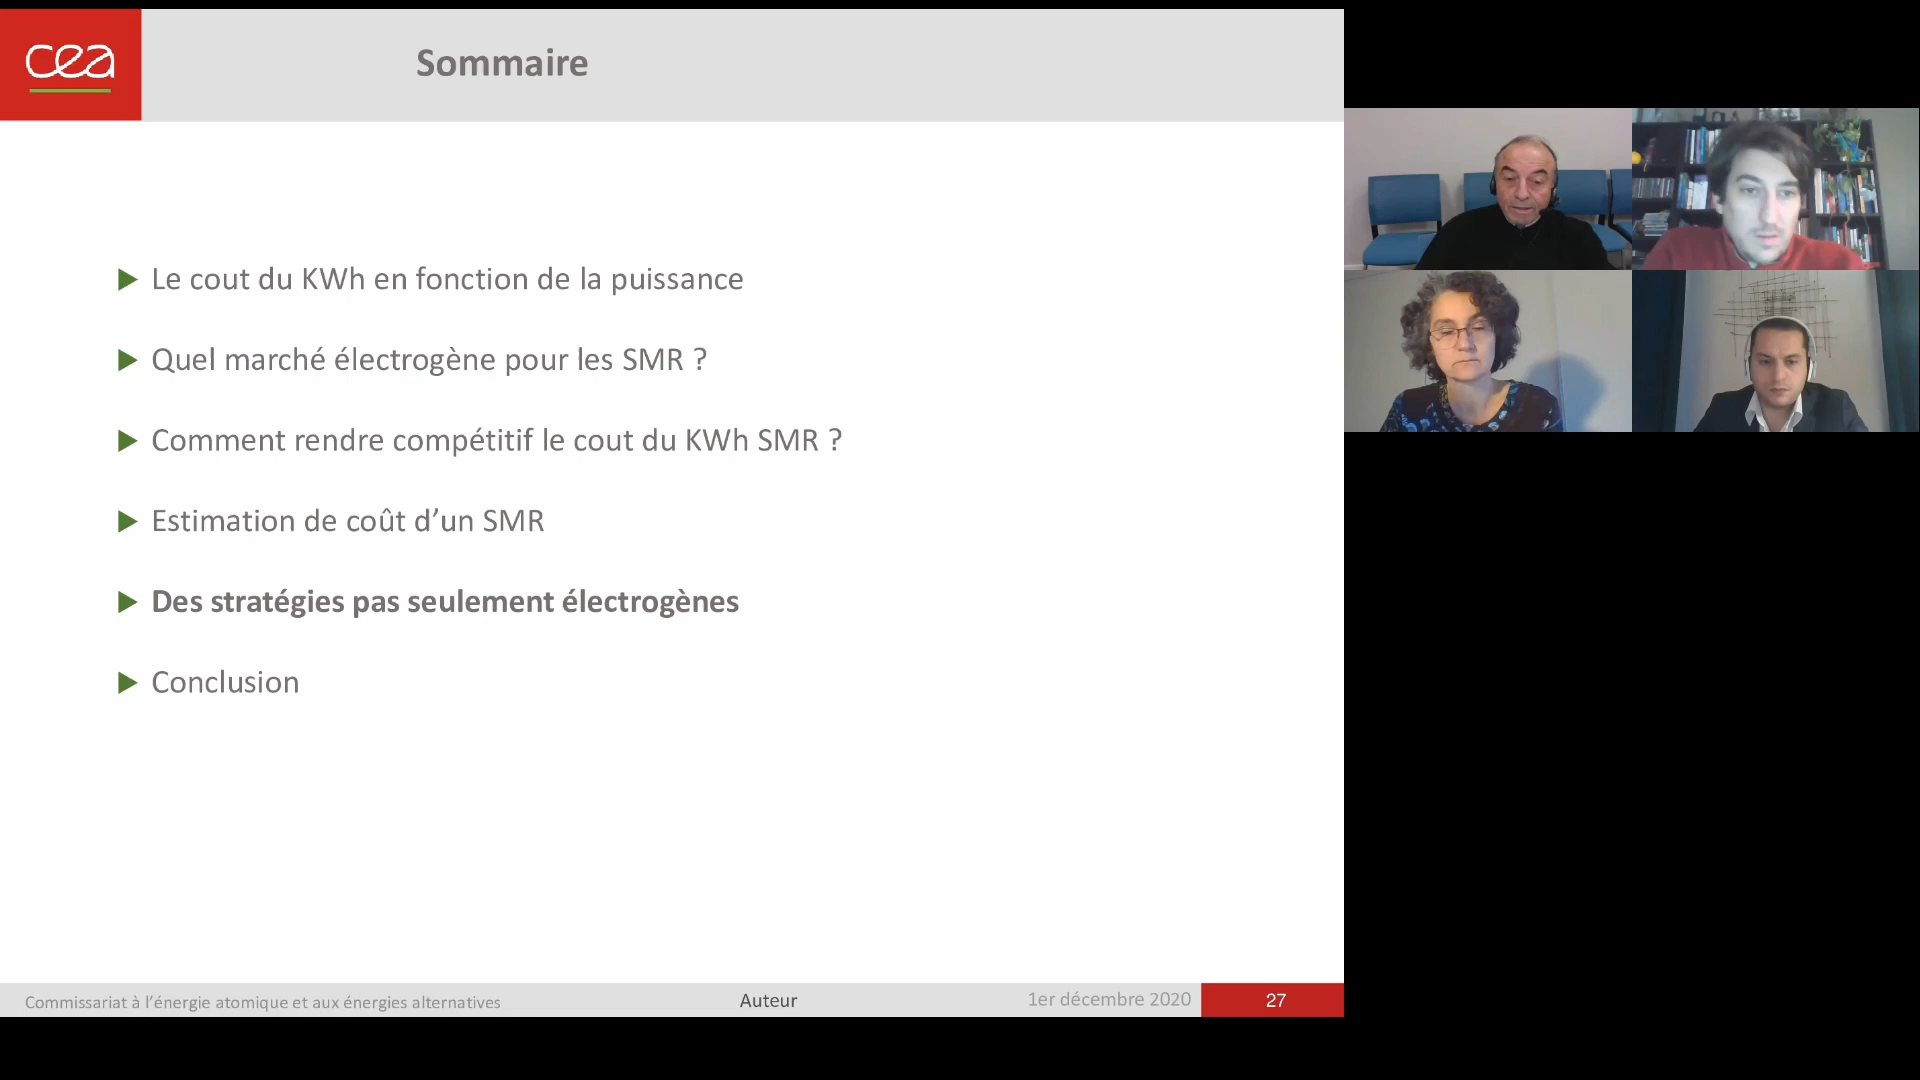 cea
Sommaire
Le cout du KWh en fonction de la puissance
Quel marché électrogène pour les SMR ?
Comment rendre compétitif le cout du KWh SMR ?
Estimation de coût d’un SMR
Des stratégies pas seulement électrogènes
Conclusion
Commissariat à l’énergie atomique et aux énergies alternatives
Auteur
1er décembre 2020
27